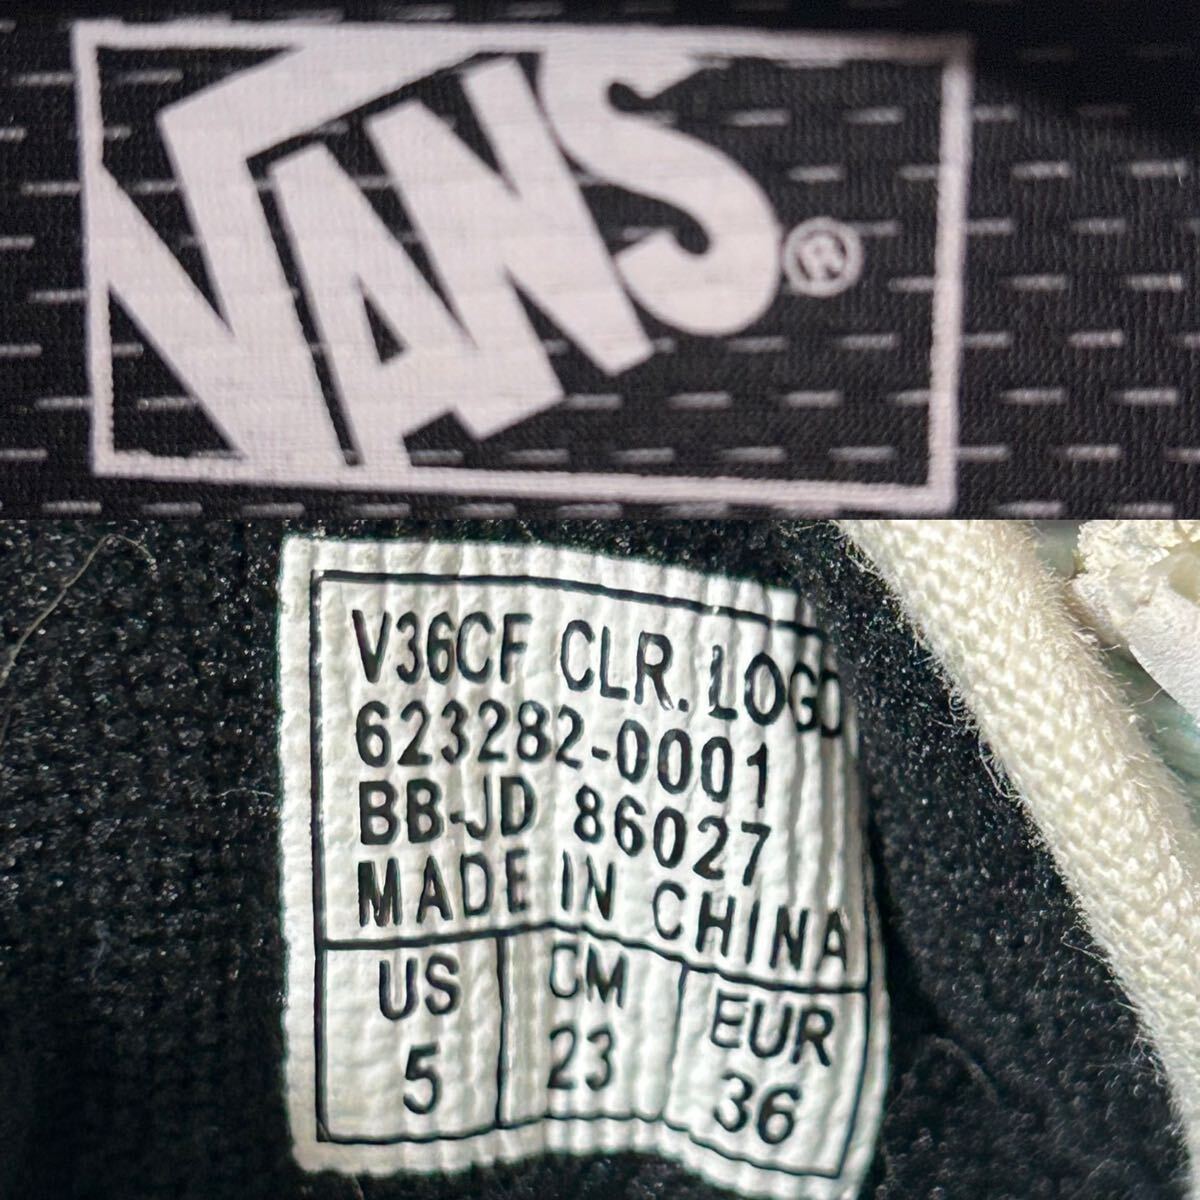 VANS®
V36CF CLR. LOGO
623282-0001
BB-JD 86027
MADE IN CHINA
US CM EUR
5 23 36